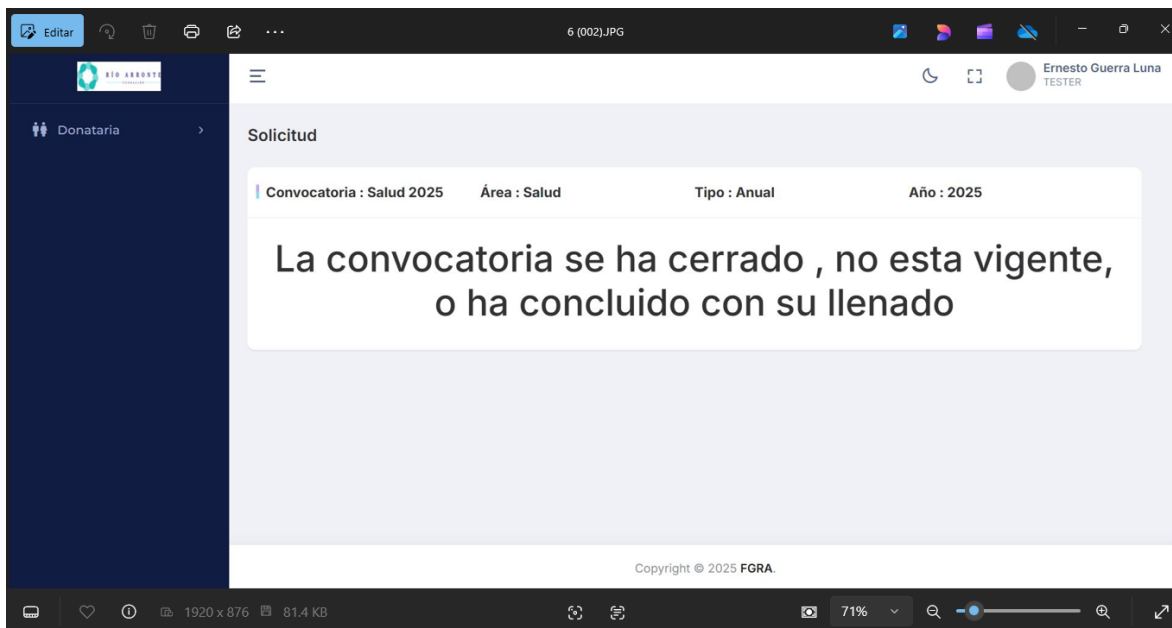 Editar
6 (002).JPG
RÍO ARRONTE
Ernesto Guerra Luna
TESTER
Donataria
Solicitud
Convocatoria : Salud 2025 Área : Salud Tipo : Anual Año : 2025
La convocatoria se ha cerrado , no esta vigente,
o ha concluido con su llenado
Copyright © 2025 FGRA.
1920 x 876 81.4 KB 71%